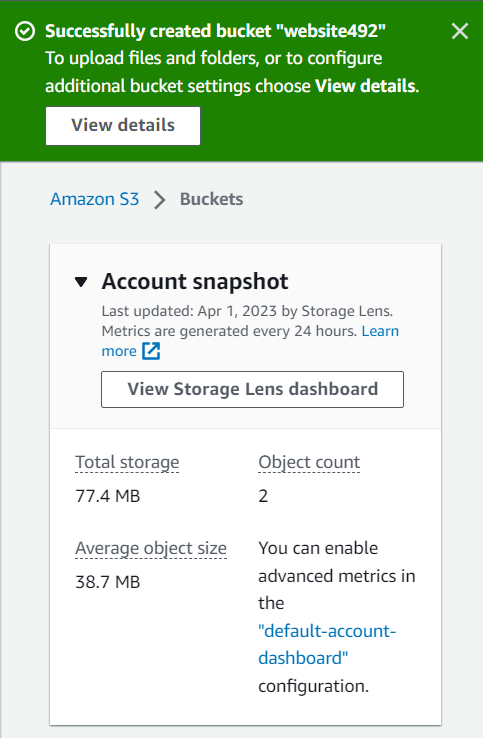 Successfully created bucket "website492"
To upload files and folders, or to configure
additional bucket settings choose View details.
View details
Amazon S3 > Buckets
Account snapshot
Last updated: Apr 1, 2023 by Storage Lens.
Metrics are generated every 24 hours. Learn
more
View Storage Lens dashboard
Total storage
77.4 MB
Object count
2
Average object size
38.7 MB
You can enable
advanced metrics in
the
"default-account-
dashboard"
configuration.